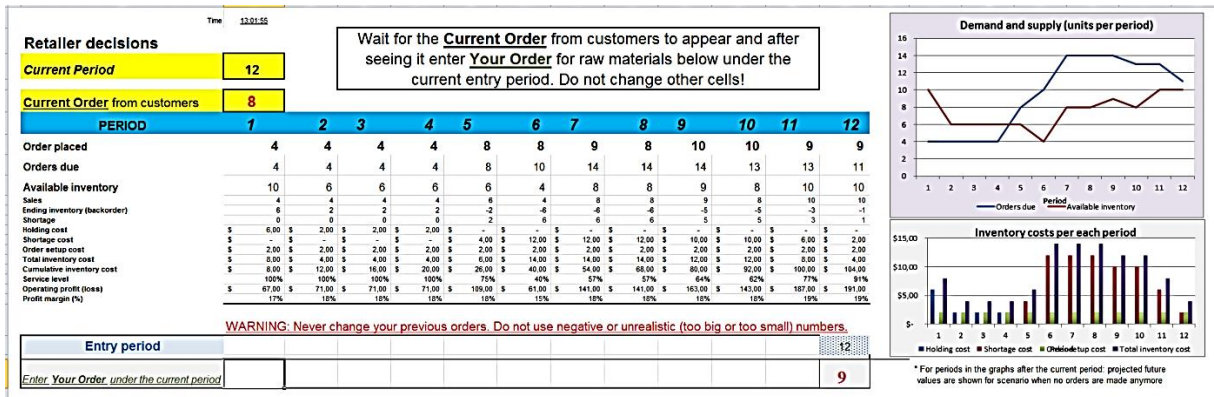 Time 13:01:55
Retailer decisions
Wait for the Current Order from customers to appear and after
seeing it enter Your Order for raw materials below under the
current entry period. Do not change other cells!
Current Period 12
Current Order from customers 8
PERIOD 1 2 3 4 5 6 7 8 9 10 11 12
Order placed 4 4 4 4 8 8 9 8 10 10 9 9
Orders due 4 4 4 4 8 10 14 14 14 13 13 11
Available inventory 10 6 6 6 6 4 8 8 9 8 10 10
Sales 4 4 4 4 6 4 8 8 9 8 10 10
Ending inventory (backorder) 6 2 2 2 -2 -6 -6 -6 -5 -5 -3 -1
Shortage 0 0 0 0 2 6 6 6 5 5 3 1
Holding cost $ 6,00 $ 2,00 $ 2,00 $ 2,00 $ - $ - $ - $ - $ - $ - $ - $ -
Shortage cost $ - $ - $ - $ - $ 4,00 $ 12,00 $ 12,00 $ 12,00 $ 10,00 $ 10,00 $ 6,00 $ 2,00
Order setup cost $ 2,00 $ 2,00 $ 2,00 $ 2,00 $ 2,00 $ 2,00 $ 2,00 $ 2,00 $ 2,00 $ 2,00 $ 2,00 $ 2,00
Total inventory cost $ 8,00 $ 4,00 $ 4,00 $ 4,00 $ 6,00 $ 14,00 $ 14,00 $ 14,00 $ 12,00 $ 12,00 $ 8,00 $ 4,00
Cumulative inventory cost $ 8,00 $ 12,00 $ 16,00 $ 20,00 $ 26,00 $ 40,00 $ 54,00 $ 68,00 $ 80,00 $ 92,00 $ 100,00 $ 104,00
Service level 100% 100% 100% 100% 75% 40% 57% 57% 64% 62% 77% 91%
Operating profit (loss) $ 67,00 $ 71,00 $ 71,00 $ 71,00 $ 109,00 $ 61,00 $ 141,00 $ 141,00 $ 163,00 $ 143,00 $ 187,00 $ 191,00
Profit margin (%) 17% 18% 18% 18% 18% 15% 18% 18% 18% 18% 19% 19%
WARNING: Never change your previous orders. Do not use negative or unrealistic (too big or too small) numbers.
Entry period 12
Enter Your Order under the current period 9
Demand and supply (units per period)
16
14
12
10
8
6
4
2
0
1 2 3 4 5 6 7 8 9 10 11 12
Period
Orders due Available inventory
Inventory costs per each period
$15,00
$10,00
$5,00
$-
1 2 3 4 5 6 7 8 9 10 11 12
Holding cost Shortage cost setup cost Total inventory cost
* For periods in the graphs after the current period: projected future
values are shown for scenario when no orders are made anymore